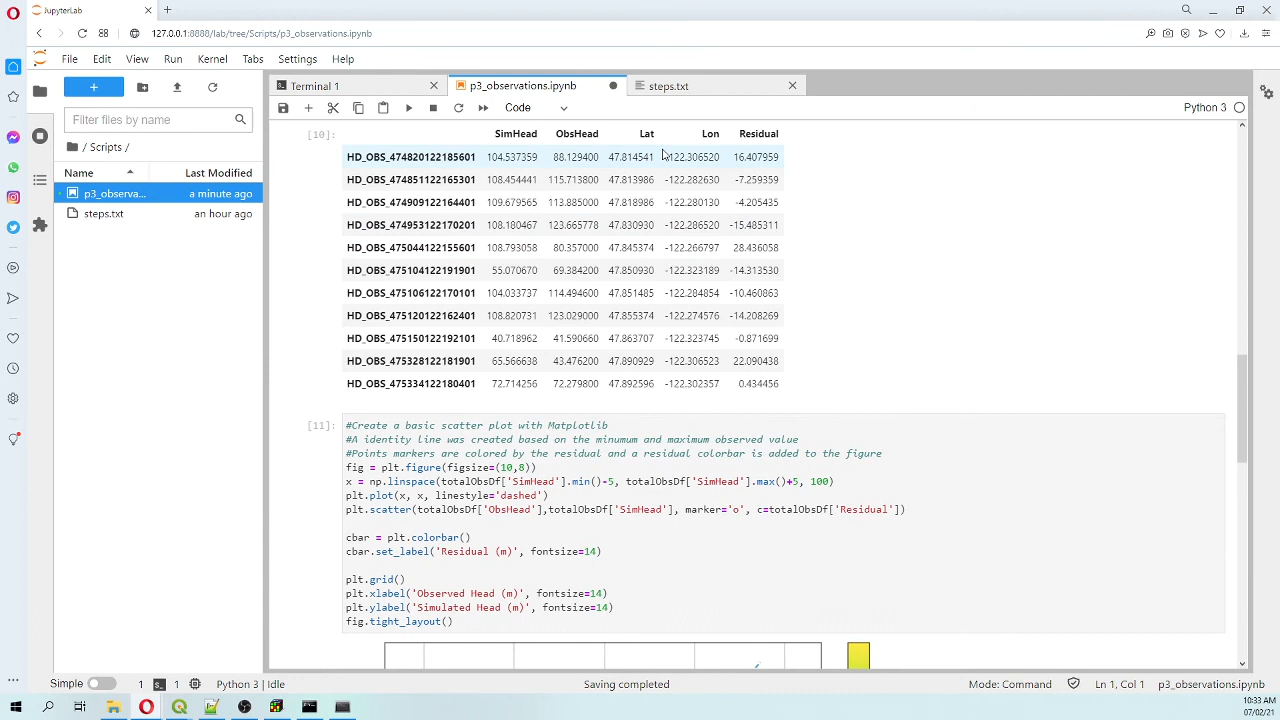 JupyterLab
127.0.0.1:8888/lab/tree/Scripts/p3_observations.ipynb
File Edit View Run Kernel Tabs Settings Help
Terminal 1
p3_observations.ipynb
steps.txt
Code
Python 3
Filter files by name
/ Scripts /
Name Last Modified
p3_observa... a minute ago
steps.txt an hour ago
[10]:
SimHead ObsHead Lat Lon Residual
HD_OBS_474820122185601 104.537359 88.129400 47.814541 -122.306520 16.407959
HD_OBS_474851122165301 108.454441 115.713800 47.813986 -122.282630 -7.259359
HD_OBS_474909122164401 109.679565 113.885000 47.818986 -122.280130 -4.205435
HD_OBS_474953122170201 108.180467 123.665778 47.830930 -122.286520 -15.485311
HD_OBS_475044122155601 108.793058 80.357000 47.845374 -122.266797 28.436058
HD_OBS_475104122191901 55.070670 69.384200 47.850930 -122.323189 -14.313530
HD_OBS_475106122170101 104.033737 114.494600 47.851485 -122.284854 -10.460863
HD_OBS_475120122162401 108.820731 123.029000 47.855374 -122.274576 -14.208269
HD_OBS_475150122192101 40.718962 41.590660 47.863707 -122.323745 -0.871699
HD_OBS_475328122181901 65.566638 43.476200 47.890929 -122.306523 22.090438
HD_OBS_475334122180401 72.714256 72.279800 47.892596 -122.302357 0.434456
[11]:
#Create a basic scatter plot with Matplotlib
#A identity line was created based on the minumum and maximum observed value
#Points markers are colored by the residual and a residual colorbar is added to the figure
fig = plt.figure(figsize=(10,8))
x = np.linspace(totalObsDf['SimHead'].min()-5, totalObsDf['SimHead'].max()+5, 100)
plt.plot(x, x, linestyle='dashed')
plt.scatter(totalObsDf['ObsHead'],totalObsDf['SimHead'], marker='o', c=totalObsDf['Residual'])
cbar = plt.colorbar()
cbar.set_label('Residual (m)', fontsize=14)
plt.grid()
plt.xlabel('Observed Head (m)', fontsize=14)
plt.ylabel('Simulated Head (m)', fontsize=14)
fig.tight_layout()
Simple 1 1 Python 3 | Idle Saving completed Mode: Command Ln 1, Col 1 p3_observations.ipynb
10:33 AM
07/02/21